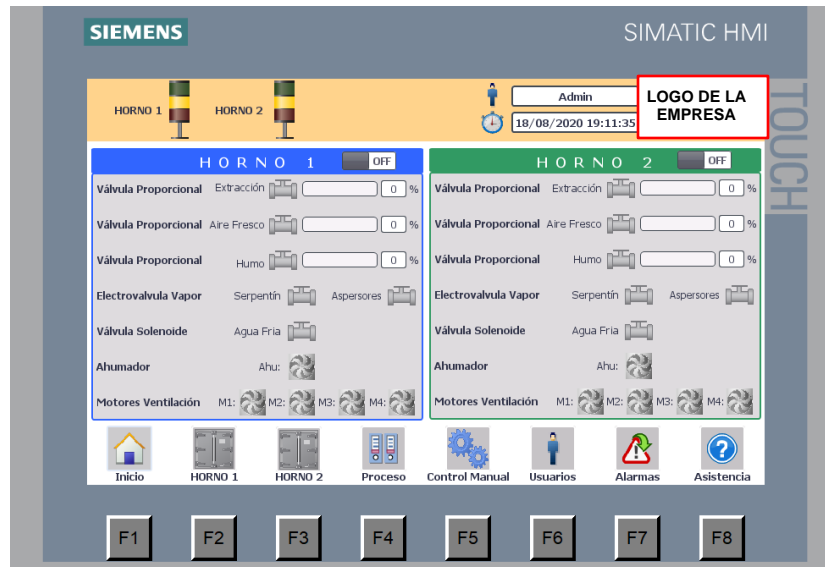 SIEMENS
SIMATIC HMI
TOUCH
HORNO 1
HORNO 2
Admin
18/08/2020 19:11:35
LOGO DE LA
EMPRESA
HORNO 1 OFF
Válvula Proporcional Extracción 0 %
Válvula Proporcional Aire Fresco 0 %
Válvula Proporcional Humo 0 %
Electrovalvula Vapor Serpentín Aspersores
Válvula Solenoide Agua Fria
Ahumador Ahu:
Motores Ventilación M1: M2: M3: M4:
HORNO 2 OFF
Válvula Proporcional Extracción 0 %
Válvula Proporcional Aire Fresco 0 %
Válvula Proporcional Humo 0 %
Electrovalvula Vapor Serpentín Aspersores
Válvula Solenoide Agua Fria
Ahumador Ahu:
Motores Ventilación M1: M2: M3: M4:
Inicio HORNO 1 HORNO 2 Proceso Control Manual Usuarios Alarmas Asistencia
F1 F2 F3 F4 F5 F6 F7 F8